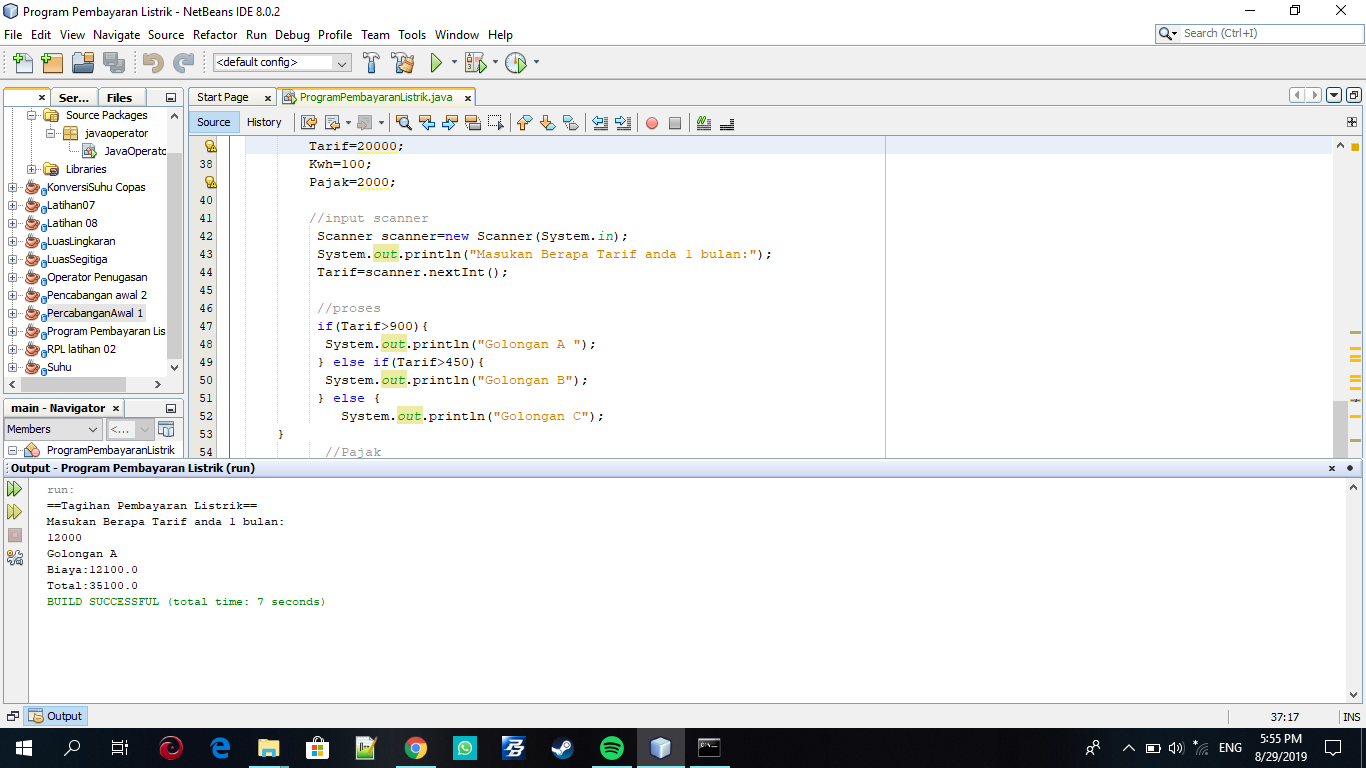 Program Pembayaran Listrik - NetBeans IDE 8.0.2
File Edit View Navigate Source Refactor Run Debug Profile Team Tools Window Help
Search (Ctrl+I)
<default config>
Ser... Files
Start Page ProgramPembayaranListrik.java
Source History
Source Packages
javaoperator
JavaOperato
Libraries
KonversiSuhu Copas
Latihan07
Latihan 08
LuasLingkaran
LuasSegitiga
Operator Penugasan
Pencabangan awal 2
PercabanganAwal 1
Program Pembayaran Lis
RPL latihan 02
Suhu
main - Navigator
Members <...
ProgramPembayaranListrik
Tarif=20000;
38 Kwh=100;
Pajak=2000;
40
41 //input scanner
42 Scanner scanner=new Scanner(System.in);
43 System.out.println("Masukan Berapa Tarif anda 1 bulan:");
44 Tarif=scanner.nextInt();
45
46 //proses
47 if(Tarif>900){
48 System.out.println("Golongan A ");
49 } else if(Tarif>450){
50 System.out.println("Golongan B");
51 } else {
52 System.out.println("Golongan C");
53 }
54 //Pajak
Output - Program Pembayaran Listrik (run)
run:
==Tagihan Pembayaran Listrik==
Masukan Berapa Tarif anda 1 bulan:
12000
Golongan A
Biaya:12100.0
Total:35100.0
BUILD SUCCESSFUL (total time: 7 seconds)
Output
37:17 INS
ENG
5:55 PM
8/29/2019